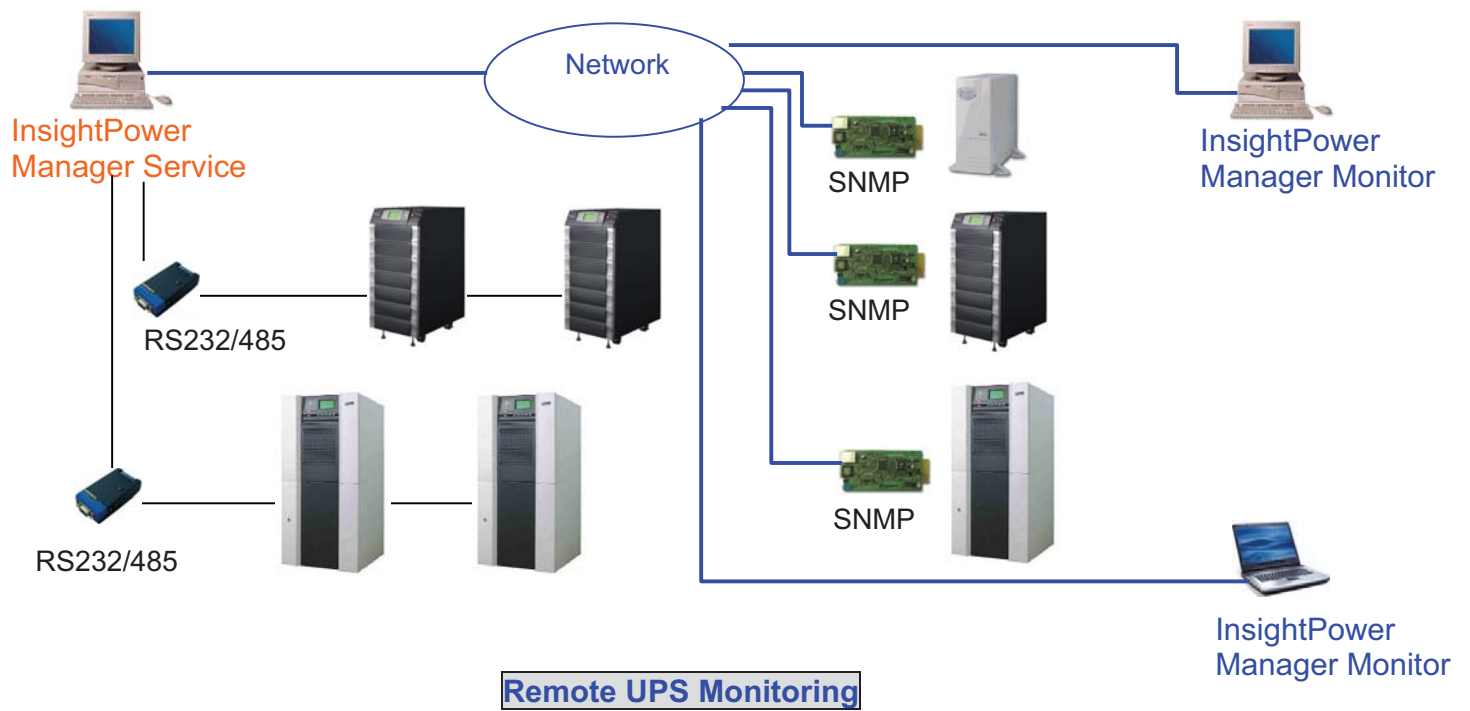 Network
InsightPower
Manager Service
InsightPower
Manager Monitor
SNMP
SNMP
RS232/485
SNMP
RS232/485
InsightPower
Manager Monitor
Remote UPS Monitoring